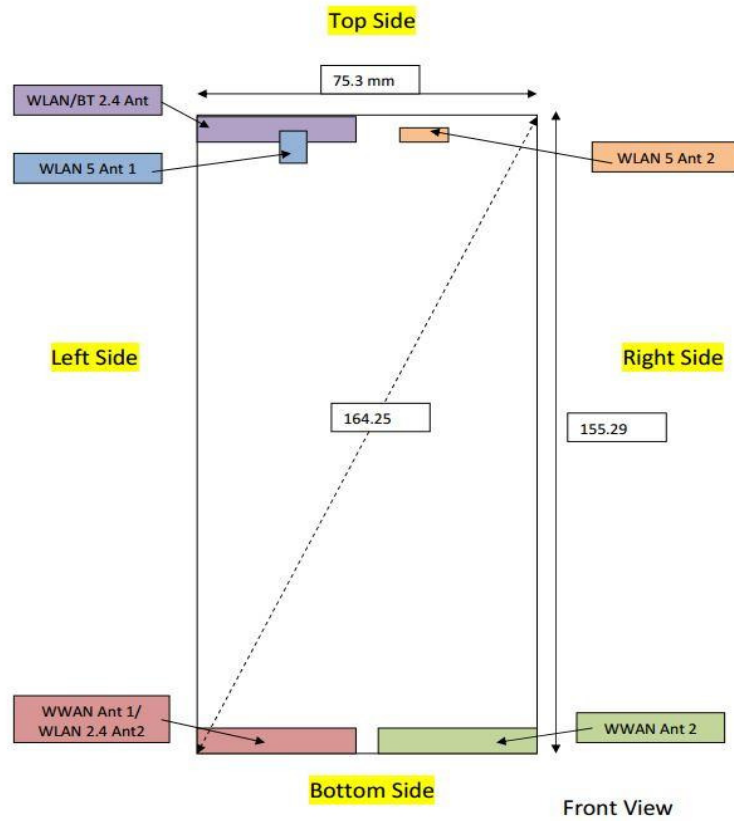 Top Side
75.3 mm
WLAN/BT 2.4 Ant
WLAN 5 Ant 1
WLAN 5 Ant 2
Left Side
Right Side
164.25
155.29
WWAN Ant 1/
WLAN 2.4 Ant2
WWAN Ant 2
Bottom Side
Front View